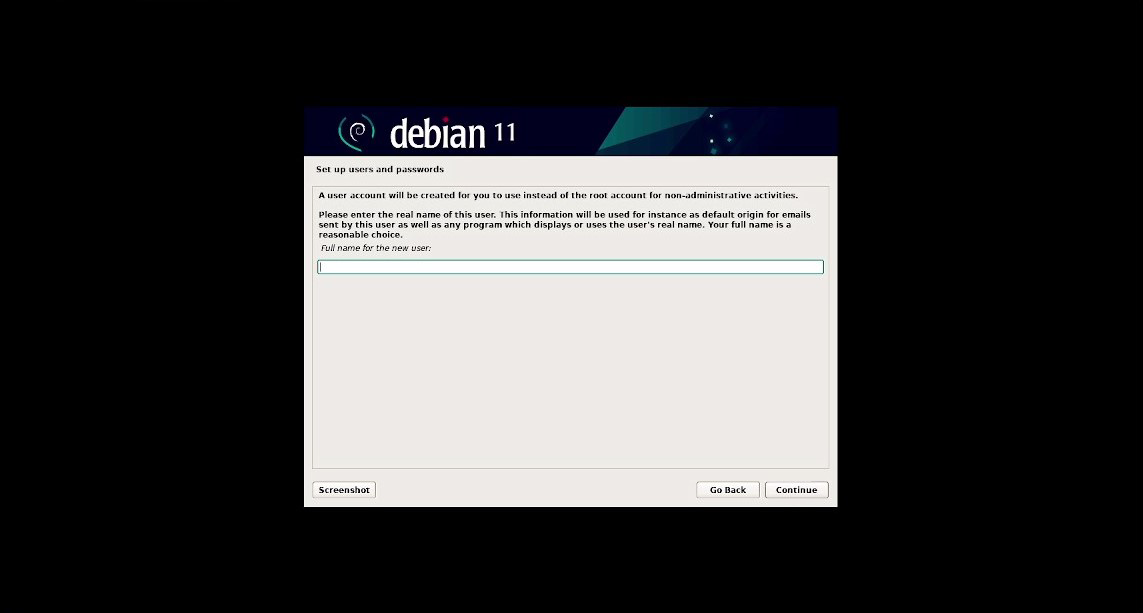 debian 11
Set up users and passwords
A user account will be created for you to use instead of the root account for non-administrative activities.
Please enter the real name of this user. This information will be used for instance as default origin for emails
sent by this user as well as any program which displays or uses the user's real name. Your full name is a
reasonable choice.
Full name for the new user:
Screenshot
Go Back
Continue